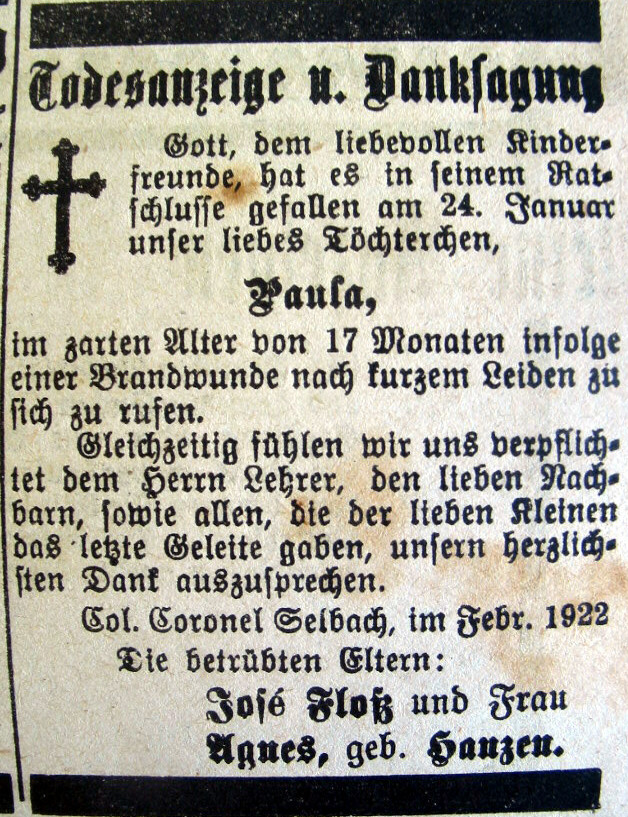 Todesanzeige u. Danksagung
Gott, dem liebevollen Kinder-
freunde, hat es in seinem Rat-
schlusse gefallen am 24. Januar
unser liebes Töchterchen,
Paula,
im zarten Alter von 17 Monaten infolge
einer Brandwunde nach kurzem Leiden zu
sich zu rufen.
Gleichzeitig fühlen wir uns verpflich-
tet dem Herrn Lehrer, den lieben Nach-
barn, sowie allen, die der lieben Kleinen
das letzte Geleite gaben, unsern herzlich-
sten Dank auszusprechen.
Col. Coronel Selbach, im Febr. 1922
Die betrübten Eltern:
José Floß und Frau
Agnes, geb. Hanzen.